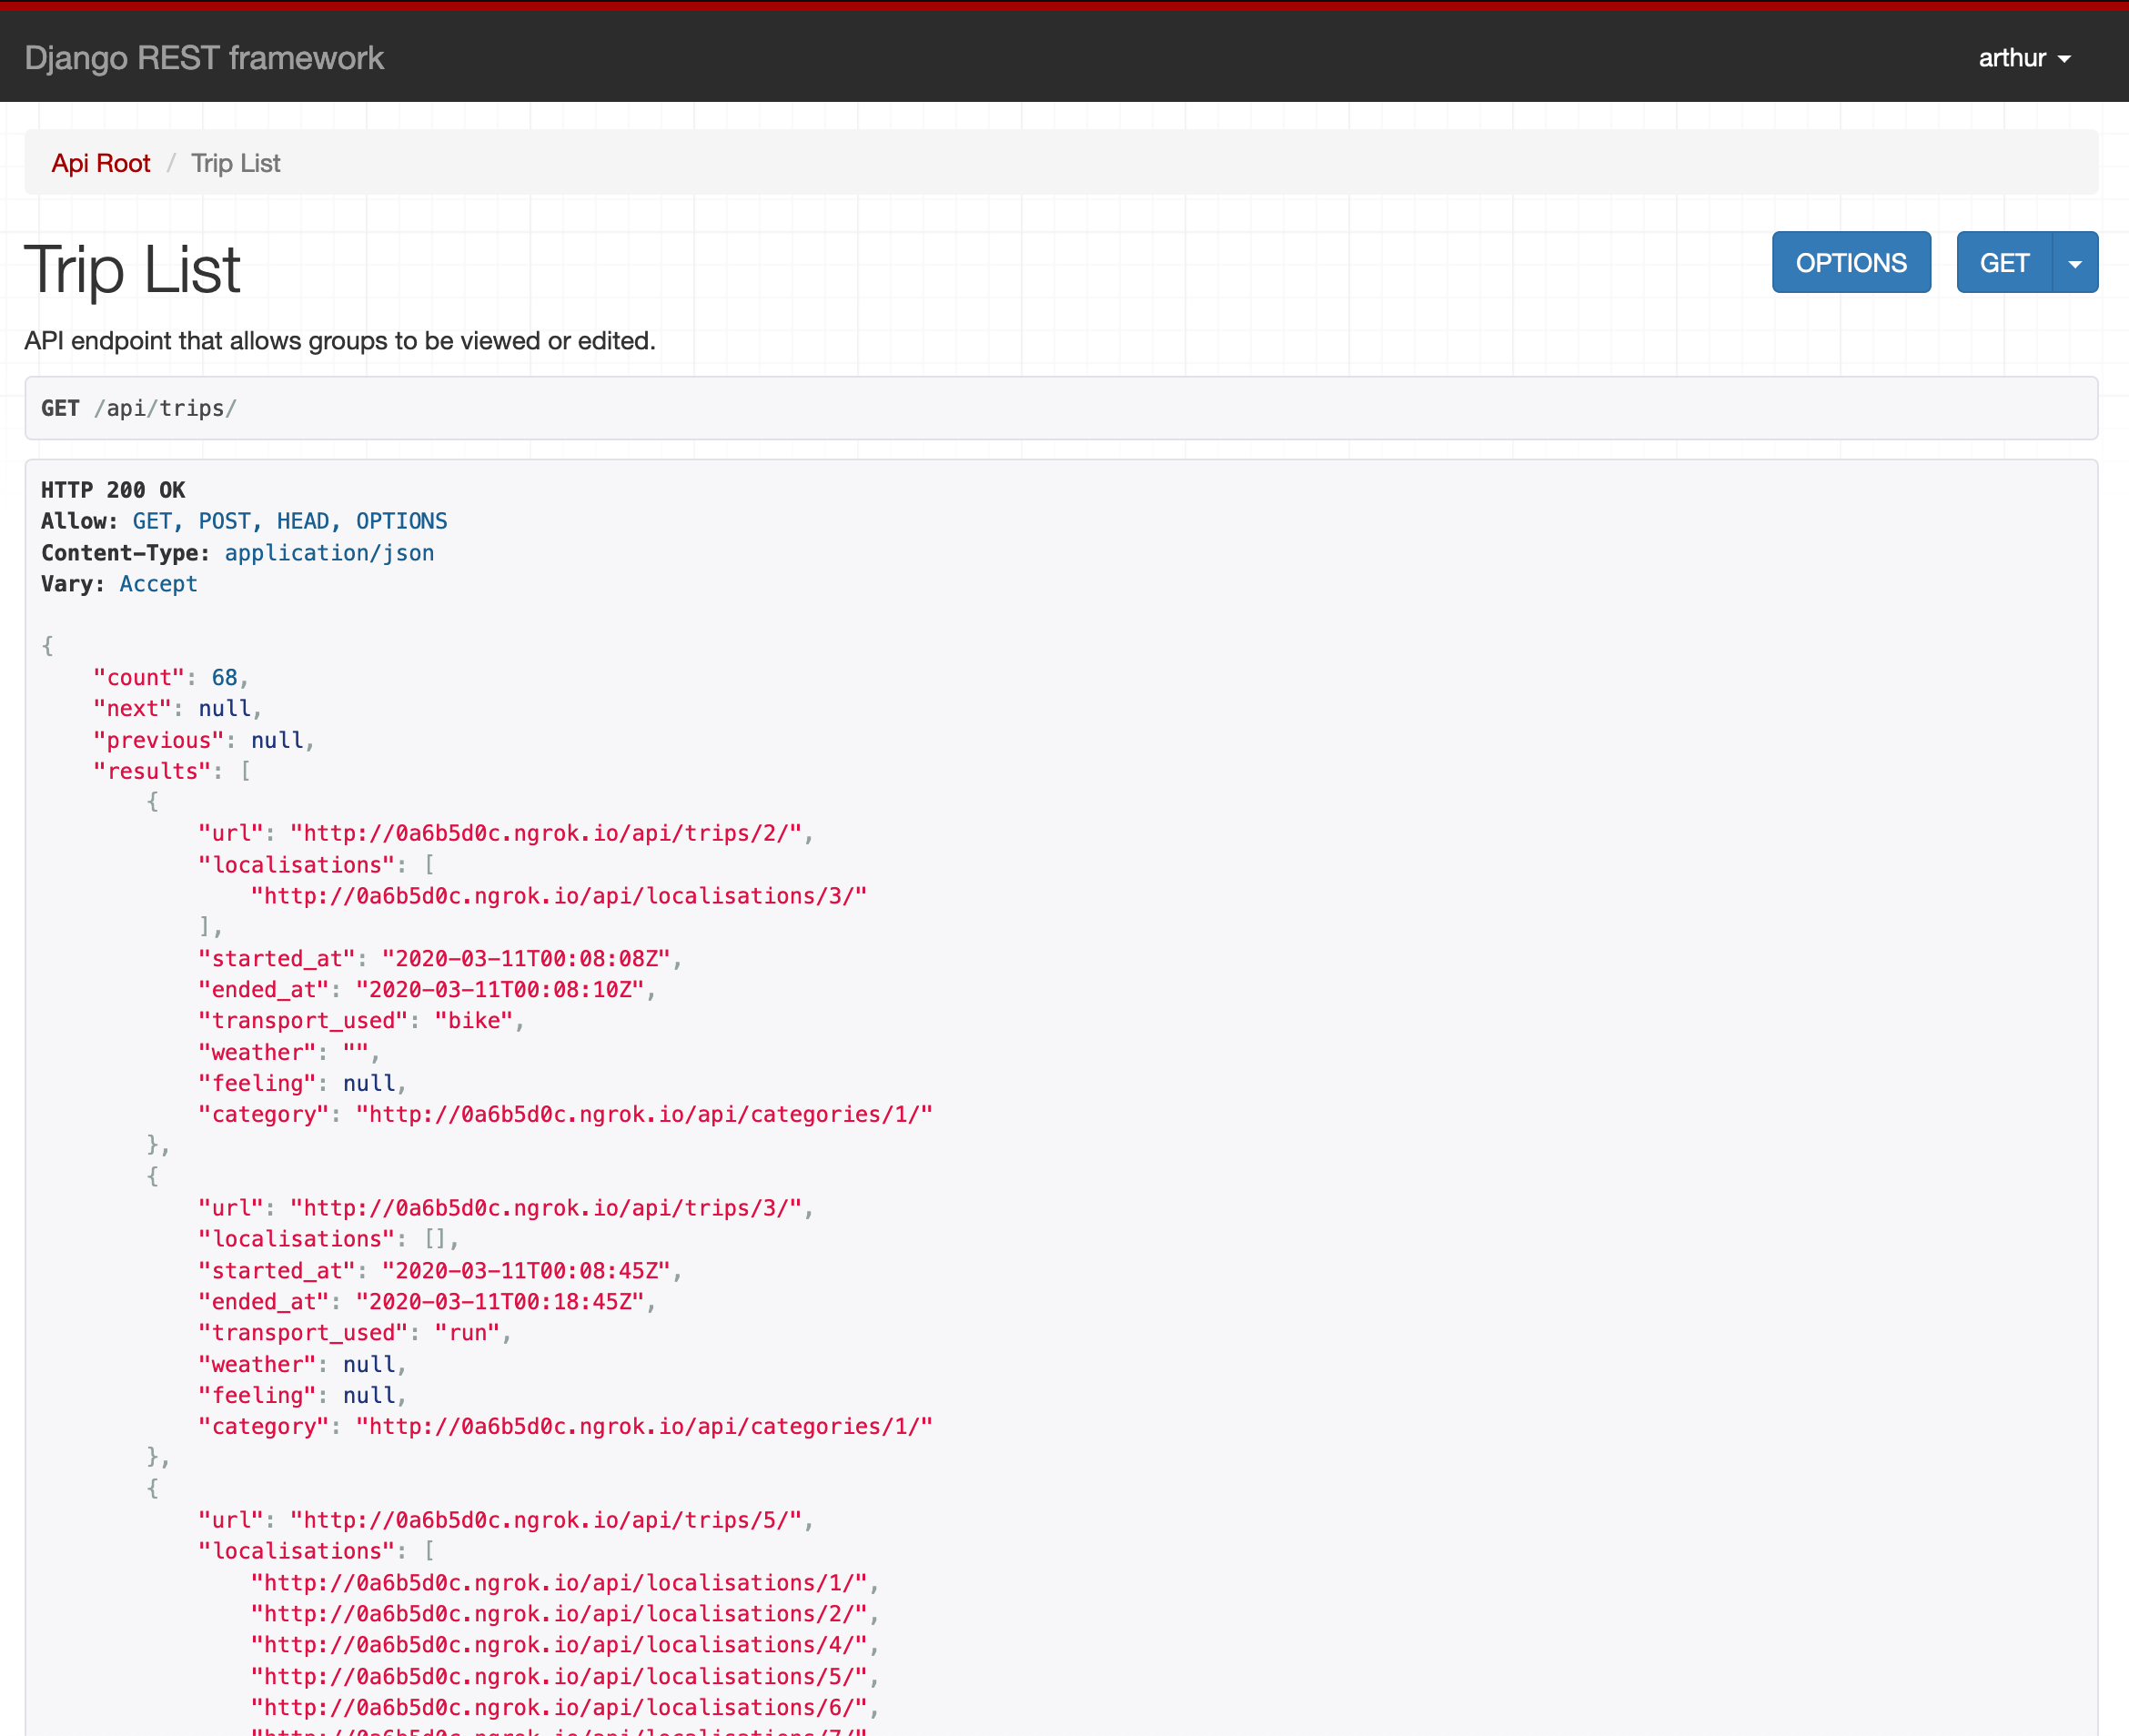 Django REST framework
arthur
Api Root / Trip List
Trip List
OPTIONS
GET
API endpoint that allows groups to be viewed or edited.
GET /api/trips/
HTTP 200 OK
Allow: GET, POST, HEAD, OPTIONS
Content-Type: application/json
Vary: Accept
{
    "count": 68,
    "next": null,
    "previous": null,
    "results": [
        {
            "url": "http://0a6b5d0c.ngrok.io/api/trips/2/",
            "localisations": [
                "http://0a6b5d0c.ngrok.io/api/localisations/3/"
            ],
            "started_at": "2020-03-11T00:08:08Z",
            "ended_at": "2020-03-11T00:08:10Z",
            "transport_used": "bike",
            "weather": "",
            "feeling": null,
            "category": "http://0a6b5d0c.ngrok.io/api/categories/1/"
        },
        {
            "url": "http://0a6b5d0c.ngrok.io/api/trips/3/",
            "localisations": [],
            "started_at": "2020-03-11T00:08:45Z",
            "ended_at": "2020-03-11T00:18:45Z",
            "transport_used": "run",
            "weather": null,
            "feeling": null,
            "category": "http://0a6b5d0c.ngrok.io/api/categories/1/"
        },
        {
            "url": "http://0a6b5d0c.ngrok.io/api/trips/5/",
            "localisations": [
                "http://0a6b5d0c.ngrok.io/api/localisations/1/",
                "http://0a6b5d0c.ngrok.io/api/localisations/2/",
                "http://0a6b5d0c.ngrok.io/api/localisations/4/",
                "http://0a6b5d0c.ngrok.io/api/localisations/5/",
                "http://0a6b5d0c.ngrok.io/api/localisations/6/",